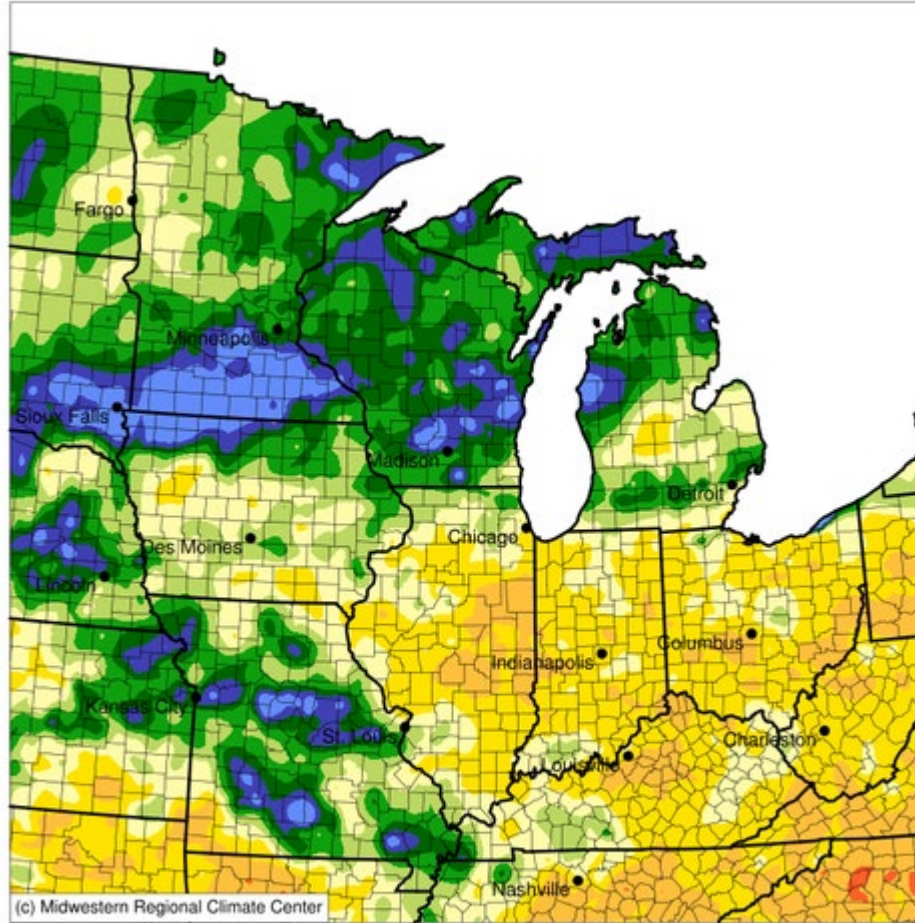 Fargo
Minneapolis
Sioux Falls
Madison
Detroit
Chicago
Des Moines
Lincoln
Columbus
Indianapolis
Kansas City
St. Louis
Charleston
Louisville
Nashville
(c) Midwestern Regional Climate Center